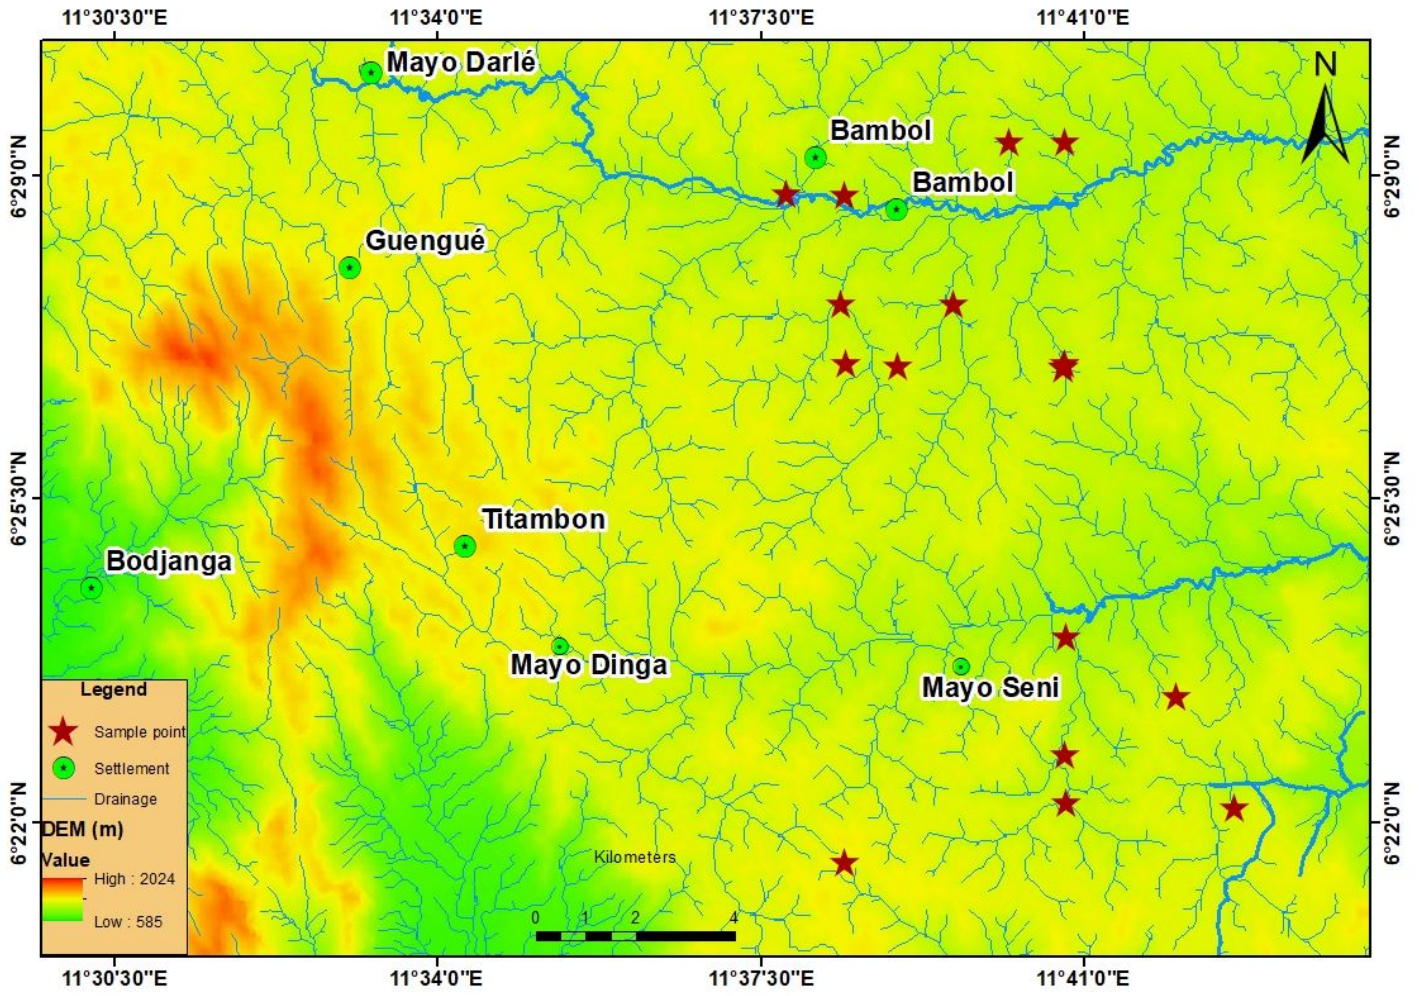 11°30'30"E 11°34'0"E 11°37'30"E 11°41'0"E
N
Mayo Darlé
Bambol
6°29'0"N 6°29'0"N
Bambol
Guengué
6°25'30"N 6°25'30"N
Titambon
Bodjanga
Mayo Dinga
Mayo Seni
Legend
Sample point
Settlement
Drainage
DEM (m)
Value
High : 2024
Low : 585
6°22'0"N 6°22'0"N
Kilometers
0 1 2 4
11°30'30"E 11°34'0"E 11°37'30"E 11°41'0"E